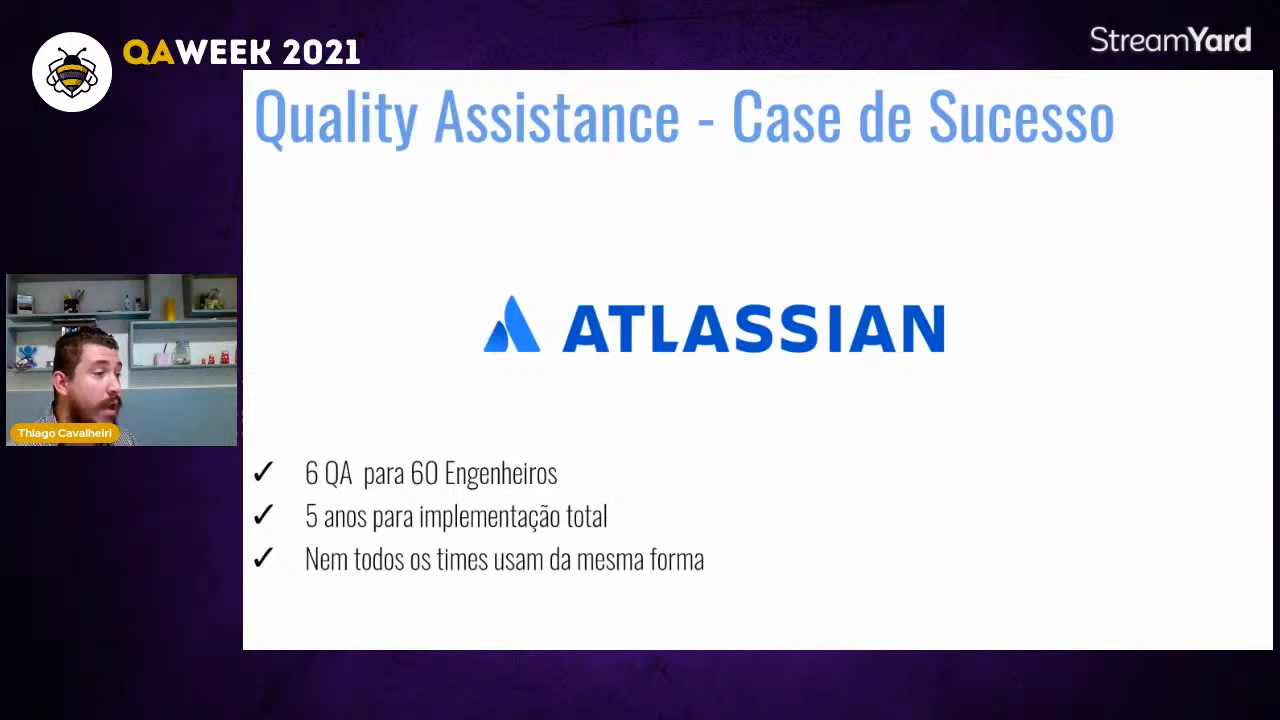 QAWEEK 2021
StreamYard
Quality Assistance - Case de Sucesso
ATLASSIAN
Thiago Cavalheiri
✓ 6 QA para 60 Engenheiros
✓ 5 anos para implementação total
✓ Nem todos os times usam da mesma forma